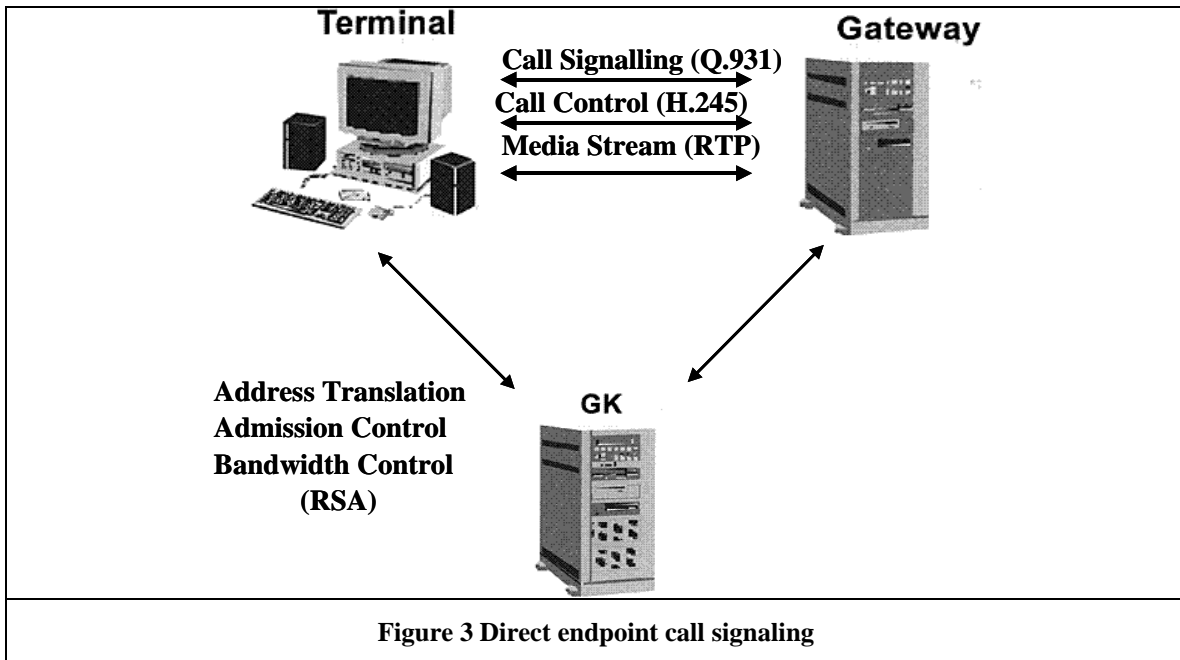 Terminal
Gateway
Call Signalling (Q.931)
Call Control (H.245)
Media Stream (RTP)
Address Translation
Admission Control
Bandwidth Control
(RSA)
GK
Figure 3 Direct endpoint call signaling